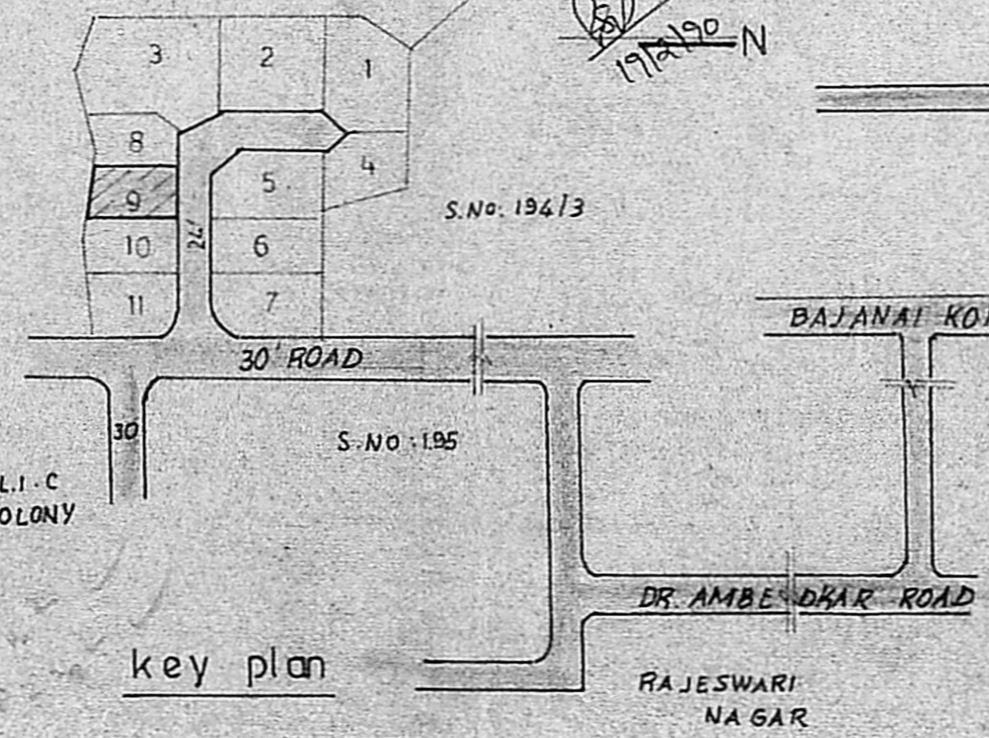 19/2/90 N
3 2 1
8
4
5
S.NO: 194/3
9
24'
10 6
11 7
BAJANAI KO
30' ROAD
30
S.NO:195
L.I.C
OLONY
DR. AMBEDKAR ROAD
key plan
RAJESWARI
NAGAR